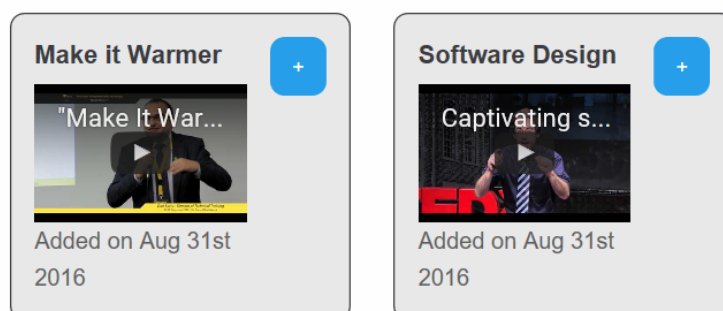 Make it Warmer
+
"Make It War...
Added on Aug 31st
2016
Software Design
+
Captivating s...
Added on Aug 31st
2016